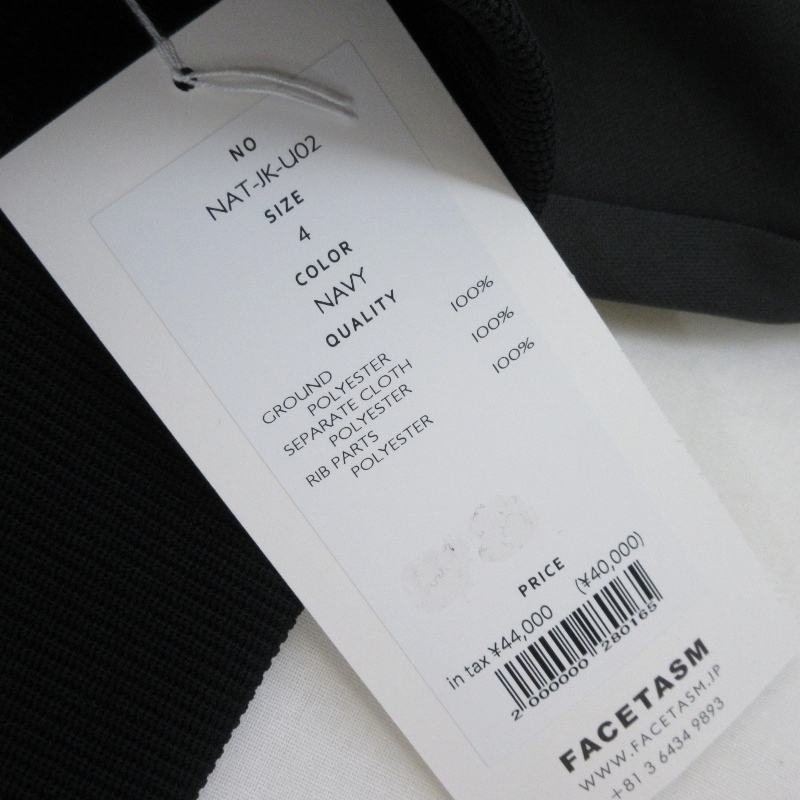 NO
NAT-JK-U02
SIZE
4
COLOR
NAVY
QUALITY
GROUND
POLYESTER 100%
SEPARATE CLOTH
POLYESTER 100%
RIB PARTS
POLYESTER 100%
PRICE
in tax ¥44,000 (¥40,000)
2 000000 280165
FACETASM
WWW.FACETASM.JP
+81 3 6434 9893